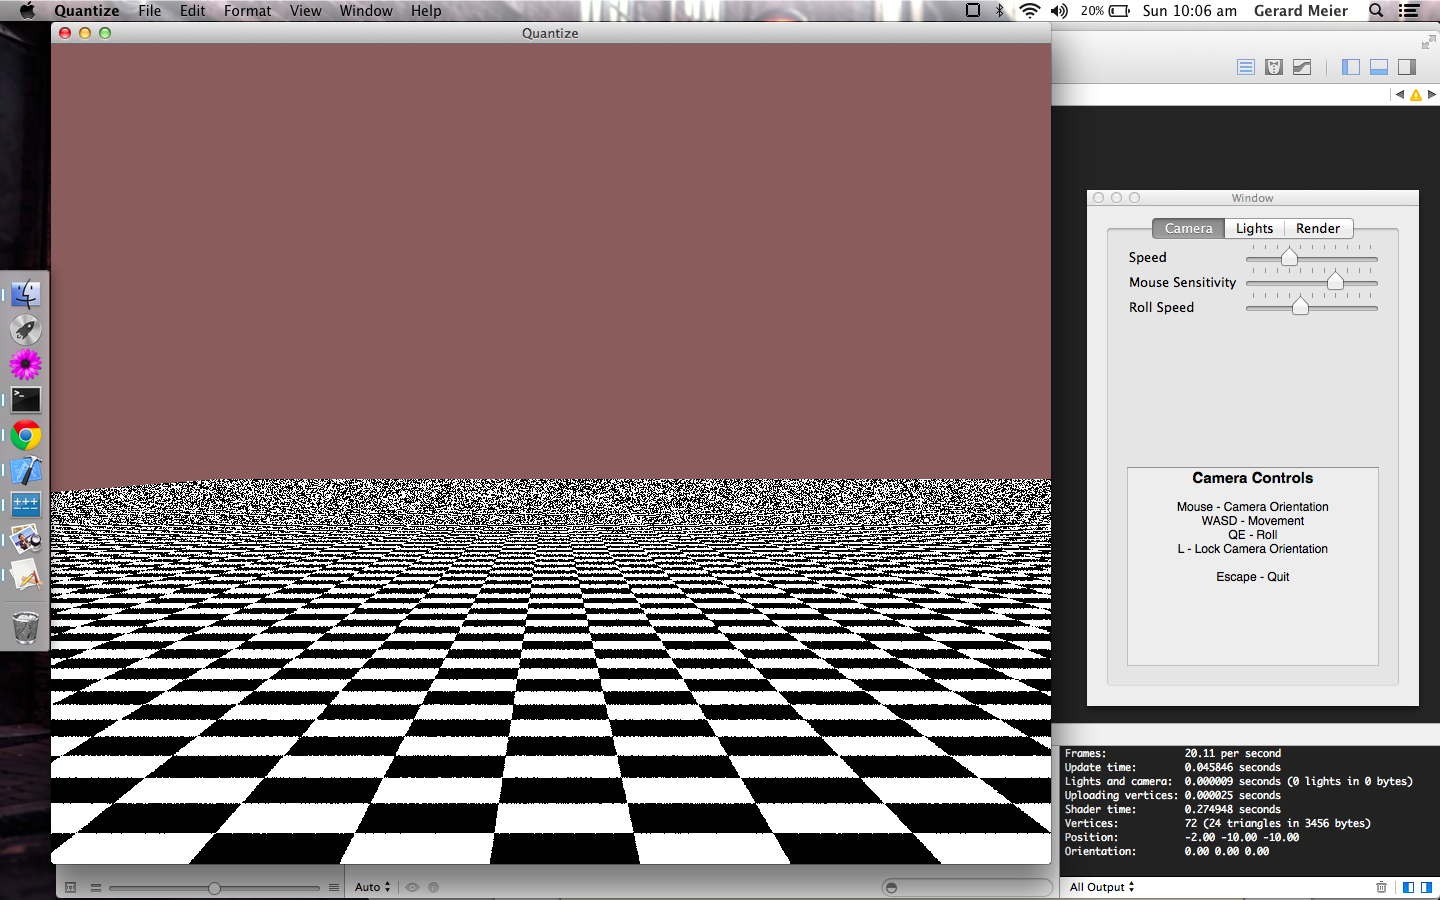 Quantize File Edit Format View Window Help 20% Sun 10:06 am Gerard Meier
Quantize
Window
Camera Lights Render
Speed
Mouse Sensitivity
Roll Speed
Camera Controls
Mouse - Camera Orientation
WASD - Movement
QE - Roll
L - Lock Camera Orientation
Escape - Quit
Frames: 20.11 per second
Update time: 0.045846 seconds
Lights and camera: 0.000009 seconds (0 lights in 0 bytes)
Uploading vertices: 0.000025 seconds
Shader time: 0.274948 seconds
Vertices: 72 (24 triangles in 3456 bytes)
Position: -2.00 -10.00 -10.00
Orientation: 0.00 0.00 0.00
Auto
All Output